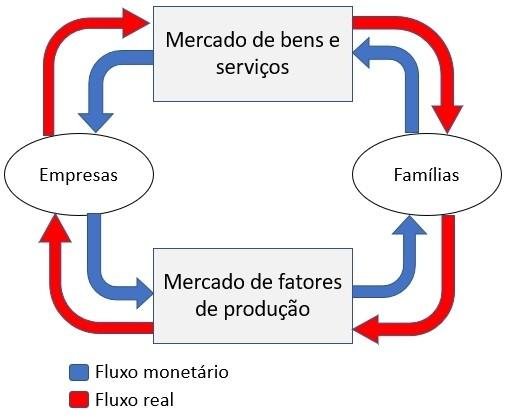 Mercado de bens e
serviços
Empresas
Famílias
Mercado de fatores
de produção
Fluxo monetário
Fluxo real